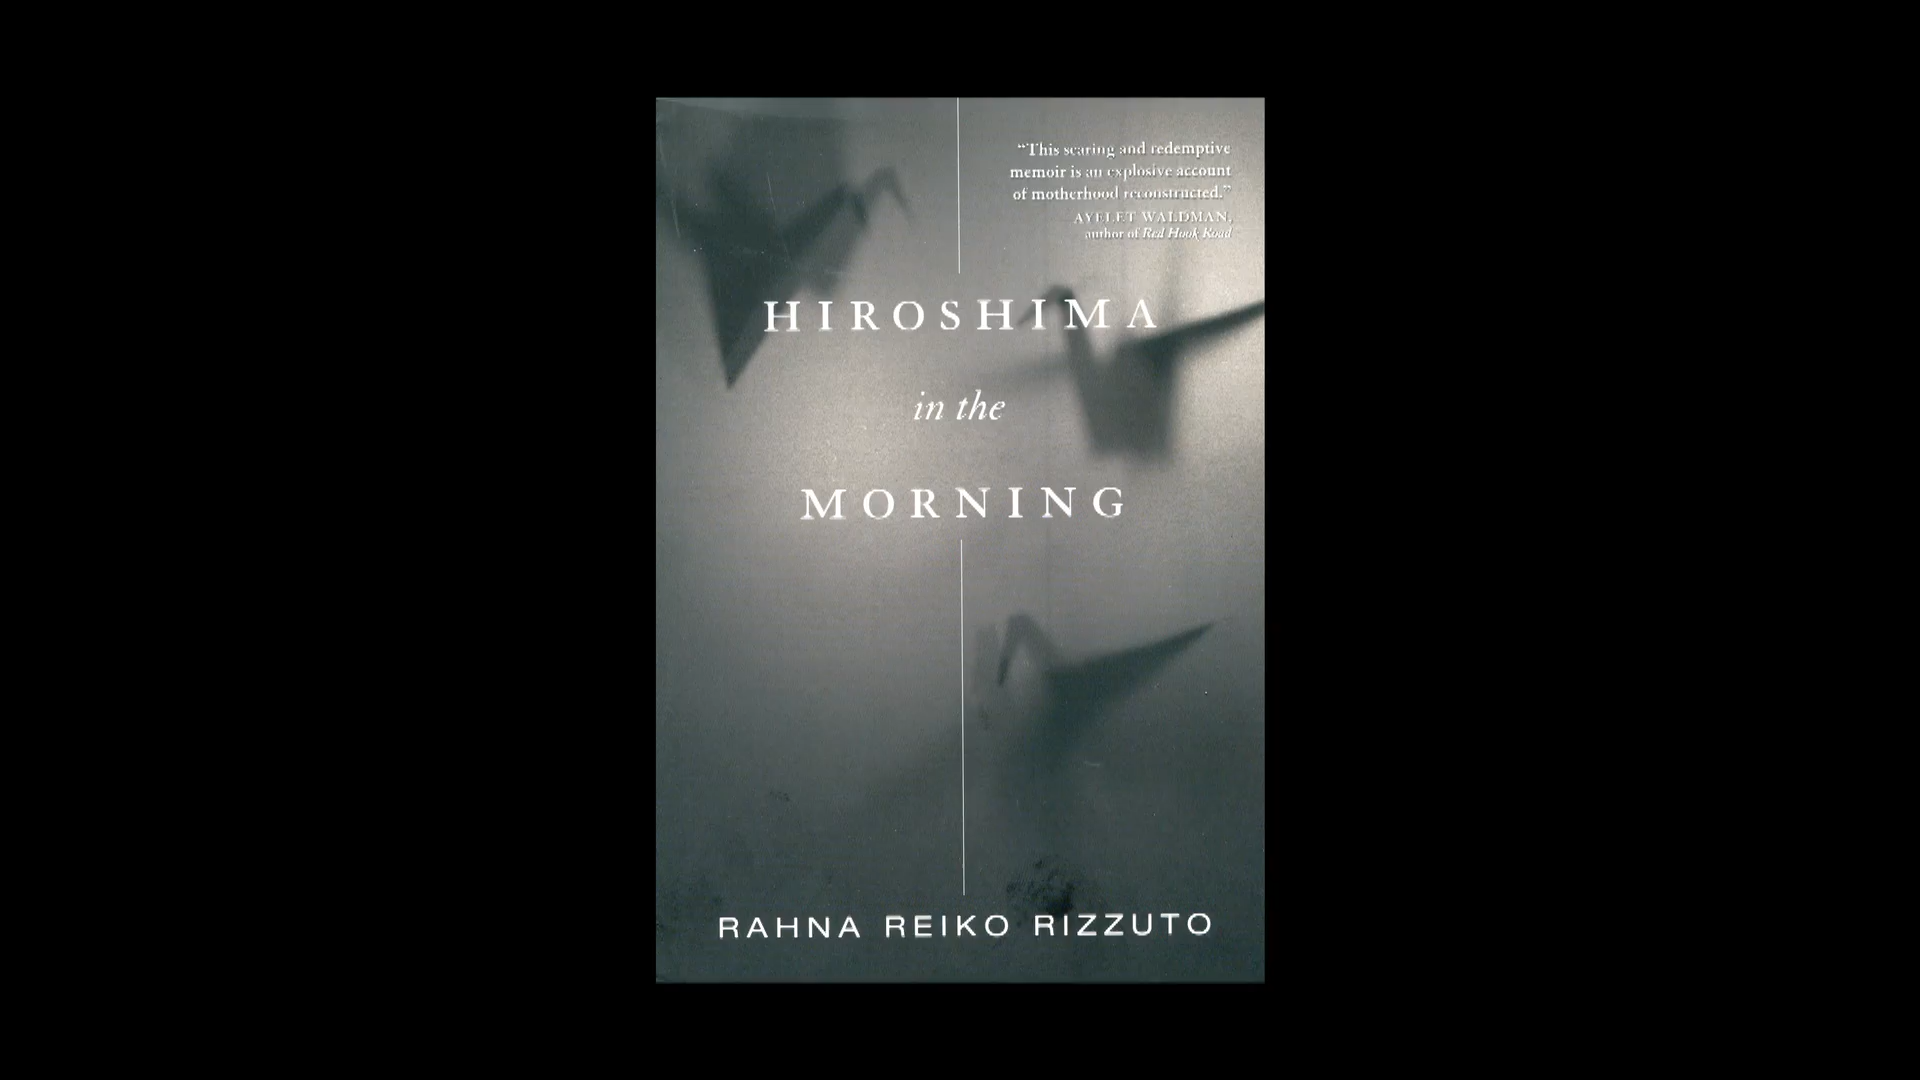 “This searing and redemptive
memoir is an explosive account
of motherhood reconstructed.”
AYELET WALDMAN,
author of Red Hook Road
HIROSHIMA
in the
MORNING
RAHNA REIKO RIZZUTO